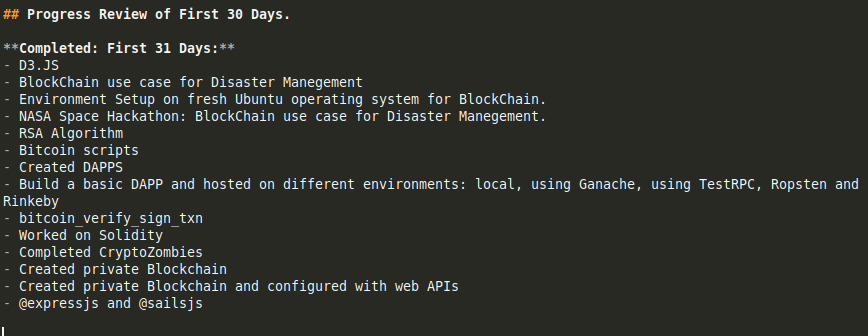 ## Progress Review of First 30 Days.
**Completed: First 31 Days:**
- D3.JS
- BlockChain use case for Disaster Manegement
- Environment Setup on fresh Ubuntu operating system for BlockChain.
- NASA Space Hackathon: BlockChain use case for Disaster Manegement.
- RSA Algorithm
- Bitcoin scripts
- Created DAPPS
- Build a basic DAPP and hosted on different environments: local, using Ganache, using TestRPC, Ropsten and
Rinkeby
- bitcoin_verify_sign_txn
- Worked on Solidity
- Completed CryptoZombies
- Created private Blockchain
- Created private Blockchain and configured with web APIs
- @expressjs and @sailsjs